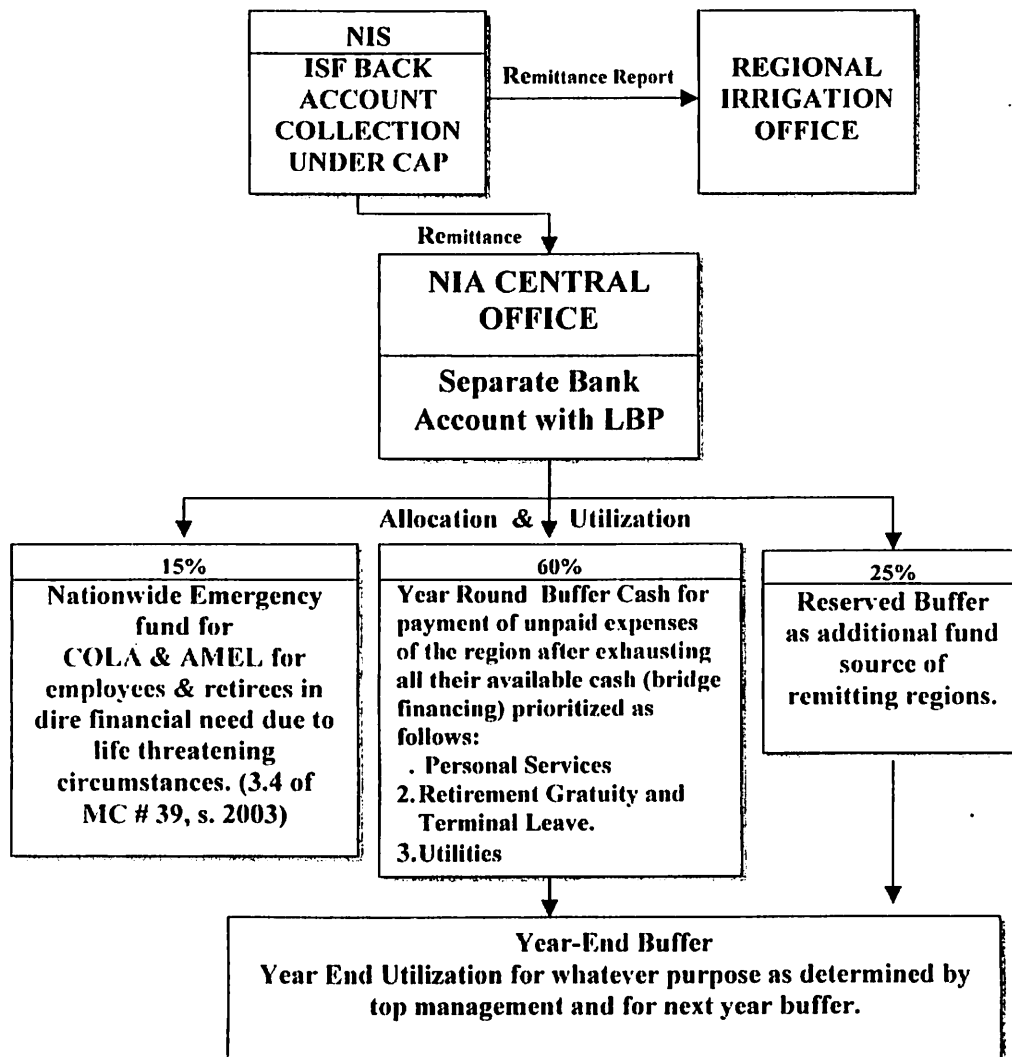 NIS
ISF BACK
ACCOUNT
COLLECTION
UNDER CAP
Remittance Report
REGIONAL
IRRIGATION
OFFICE
Remittance
NIA CENTRAL
OFFICE
Separate Bank
Account with LBP
Allocation & Utilization
15%
Nationwide Emergency
fund for
COLA & AMEL for
employees & retirees in
dire financial need due to
life threatening
circumstances. (3.4 of
MC # 39, s. 2003)
60%
Year Round Buffer Cash for
payment of unpaid expenses
of the region after exhausting
all their available cash (bridge
financing) prioritized as
follows:
. Personal Services
2. Retirement Gratuity and
Terminal Leave.
3. Utilities
25%
Reserved Buffer
as additional fund
source of
remitting regions.
Year-End Buffer
Year End Utilization for whatever purpose as determined by
top management and for next year buffer.